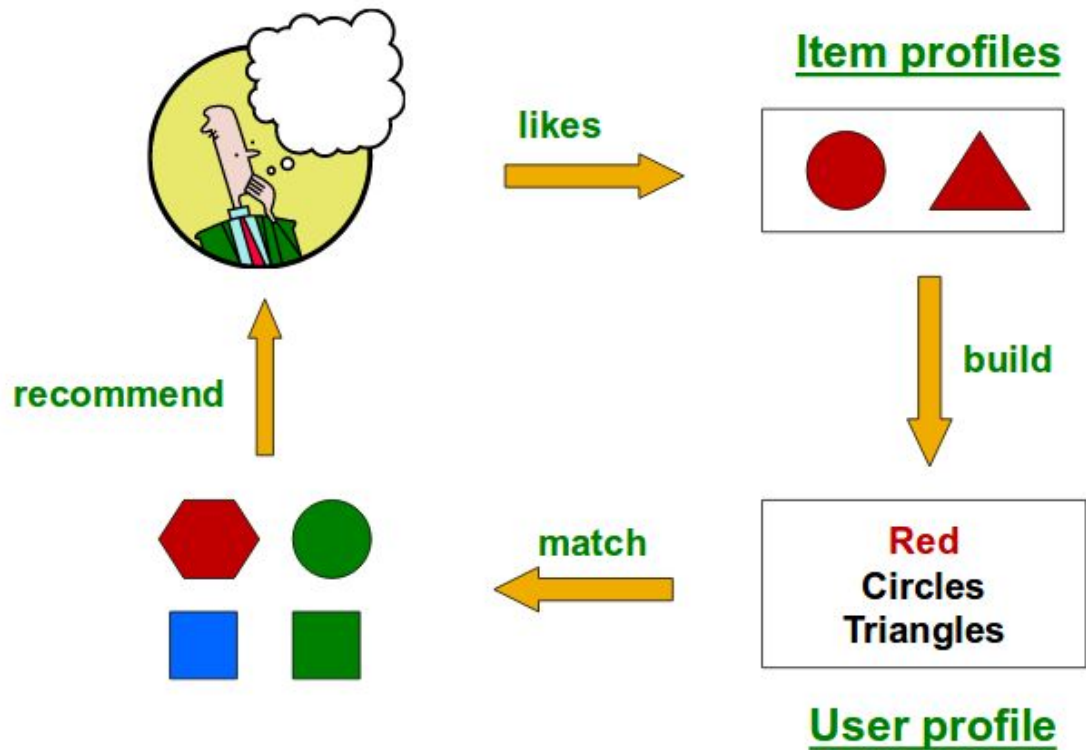 Item profiles
likes
build
recommend
match
Red
Circles
Triangles
User profile